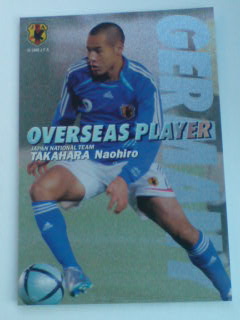 GERMANY
OVERSEAS PLAYER
JAPAN NATIONAL TEAM
TAKAHARA Naohiro